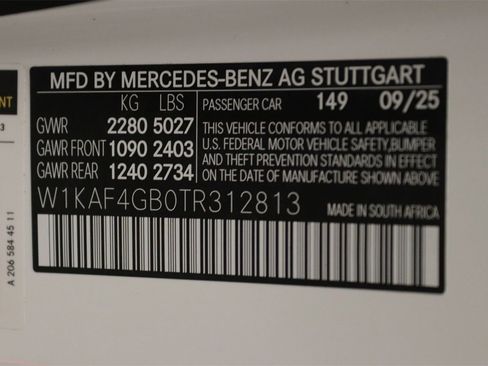 MFD BY MERCEDES-BENZ AG STUTTGART
KG LBS
PASSENGER CAR 149 09/25
GVWR 2280 5027
GAWR FRONT 1090 2403
GAWR REAR 1240 2734
THIS VEHICLE CONFORMS TO ALL APPLICABLE
U.S. FEDERAL MOTOR VEHICLE SAFETY, BUMPER
AND THEFT PREVENTION STANDARDS IN EFFECT
ON THE DATE OF MANUFACTURE SHOWN ABOVE.
W1KAF4GB0TR312813
MADE IN SOUTH AFRICA
A 206 584 45 11
NT
3